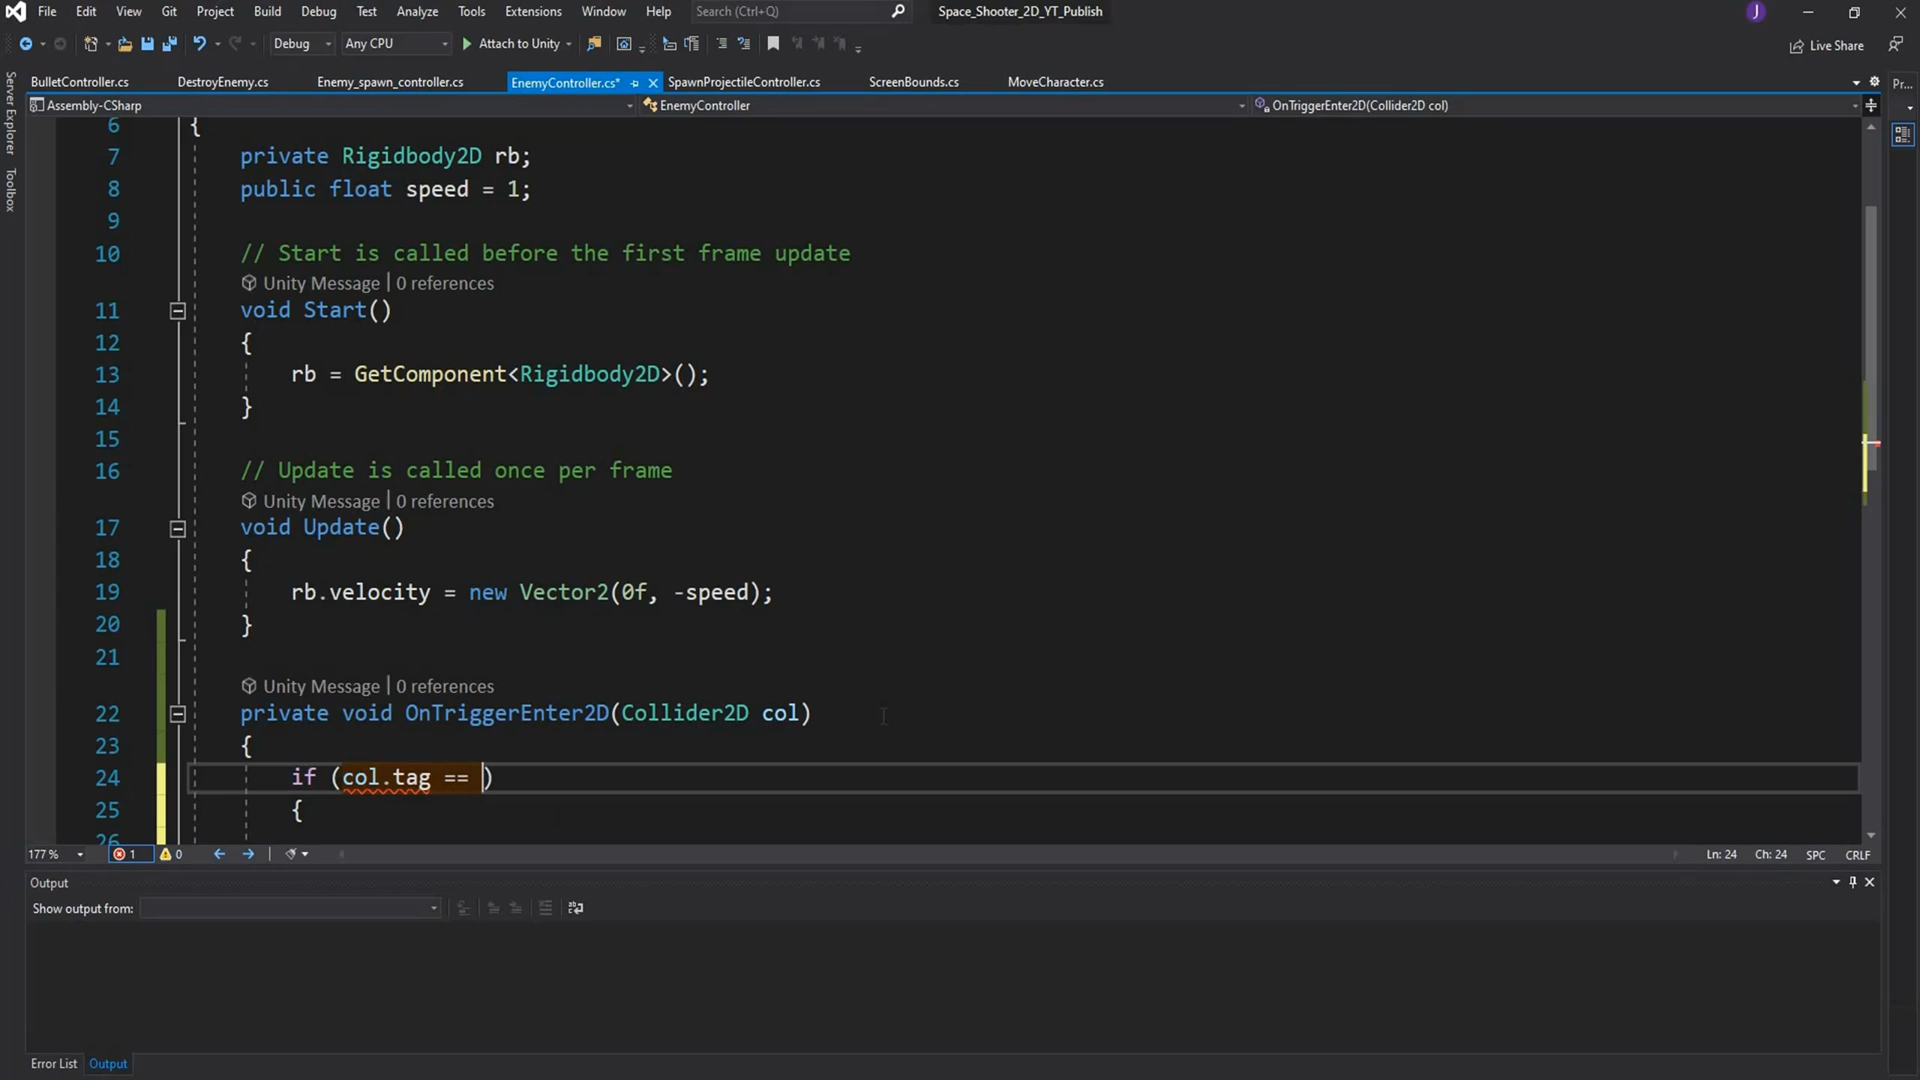 File Edit View Git Project Build Debug Test Analyze Tools Extensions Window Help Search (Ctrl+Q) Space_Shooter_2D_YT_Publish J
Debug Any CPU Attach to Unity Live Share
BulletController.cs DestroyEnemy.cs Enemy_spawn_controller.cs EnemyController.cs* SpawnProjectileController.cs ScreenBounds.cs MoveCharacter.cs Pr...
Assembly-CSharp EnemyController OnTriggerEnter2D(Collider2D col)
Server Explorer
Toolbox
6 {
7 private Rigidbody2D rb;
8 public float speed = 1;
9
10 // Start is called before the first frame update
Unity Message | 0 references
11 void Start()
12 {
13 rb = GetComponent<Rigidbody2D>();
14 }
15
16 // Update is called once per frame
Unity Message | 0 references
17 void Update()
18 {
19 rb.velocity = new Vector2(0f, -speed);
20 }
21
Unity Message | 0 references
22 private void OnTriggerEnter2D(Collider2D col)
23 {
24 if (col.tag == )
25 {
26
177 % 1 0 Ln: 24 Ch: 24 SPC CRLF
Output
Show output from:
Error List Output